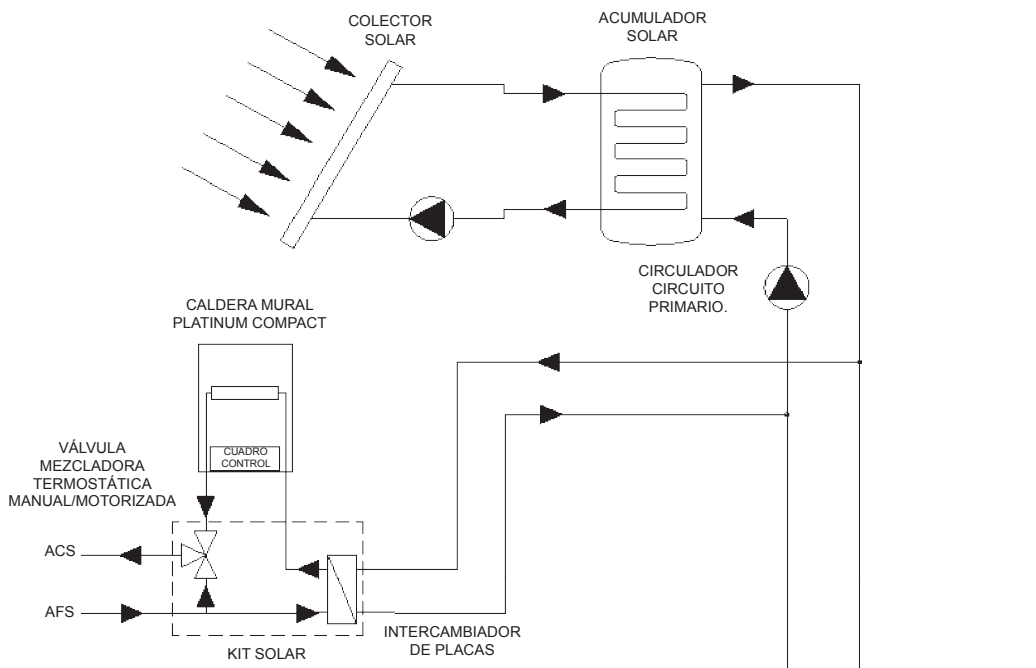 COLECTOR
SOLAR
ACUMULADOR
SOLAR
CIRCULADOR
CIRCUITO
PRIMARIO.
CALDERA MURAL
PLATINUM COMPACT
CUADRO
CONTROL
VÁLVULA
MEZCLADORA
TERMOSTÁTICA
MANUAL/MOTORIZADA
ACS
AFS
INTERCAMBIADOR
DE PLACAS
KIT SOLAR